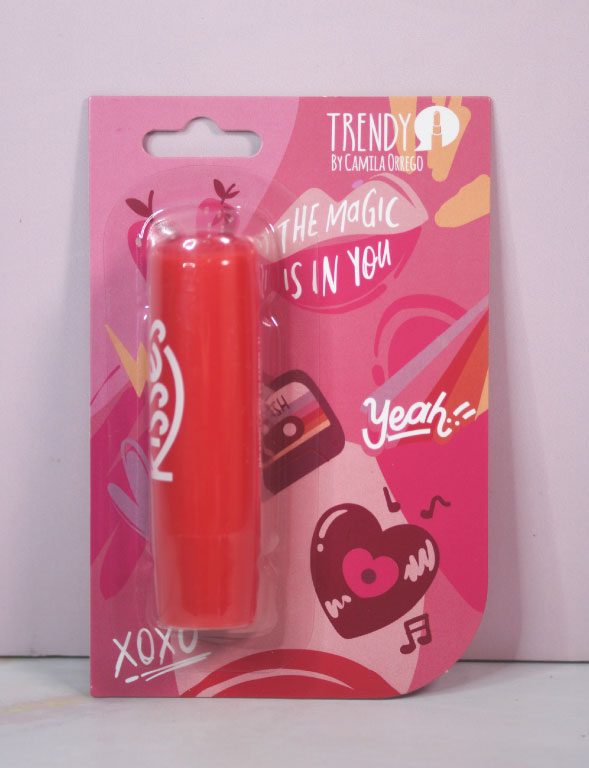 TRENDY
BY CAMILA ORREGO
THE MAGIC
IS IN YOU
Yeah
XOXO